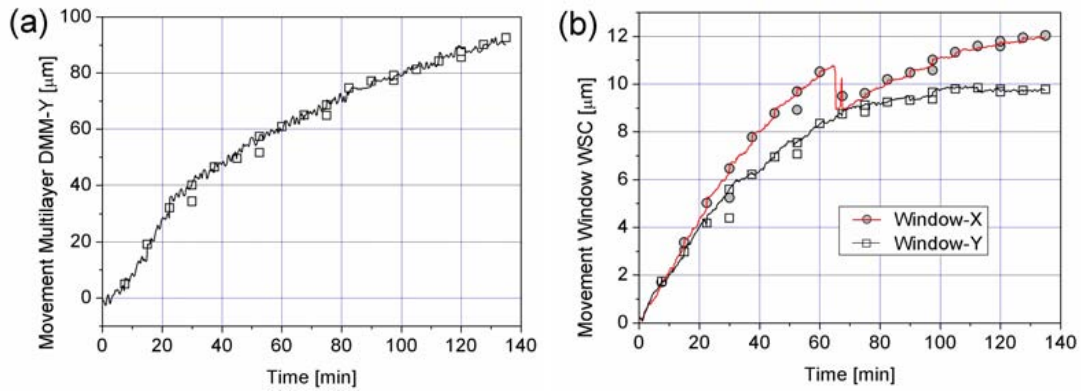 (a)
Movement Multilayer DMM-Y [μm]
100
80
60
40
20
0
0 20 40 60 80 100 120 140
Time [min]
(b)
Movement Window WSC [μm]
12
10
8
6
4
2
0
Window-X
Window-Y
0 20 40 60 80 100 120 140
Time [min]